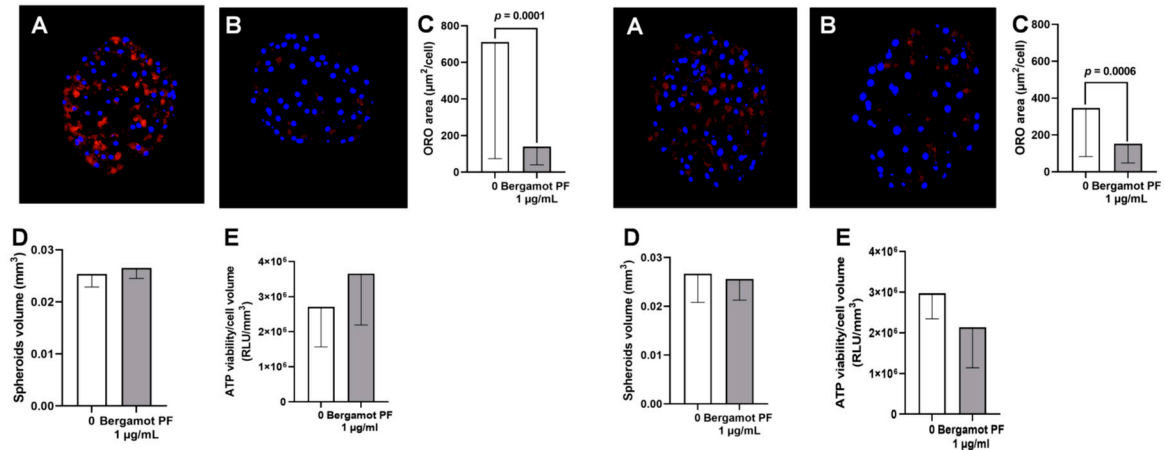 A
B
C
p = 0.0001
800
600
400
200
0
ORO area (µm²/cell)
0 Bergamot PF
1 µg/mL
D
0.03
0.02
0.01
0.00
Spheroids volume (mm³)
0 Bergamot PF
1 µg/mL
E
4×10⁶
3×10⁶
2×10⁶
1×10⁶
0
ATP viability/cell volume
(RLU/mm³)
0 Bergamot PF
1 µg/ml
A
B
C
p = 0.0006
800
600
400
200
0
ORO area (µm²/cell)
0 Bergamot PF
1 µg/mL
D
0.03
0.02
0.01
0.00
Spheroids volume (mm³)
0 Bergamot PF
1 µg/mL
E
4×10⁶
3×10⁶
2×10⁶
1×10⁶
0
ATP viability/cell volume
(RLU/mm³)
0 Bergamot PF
1 µg/ml